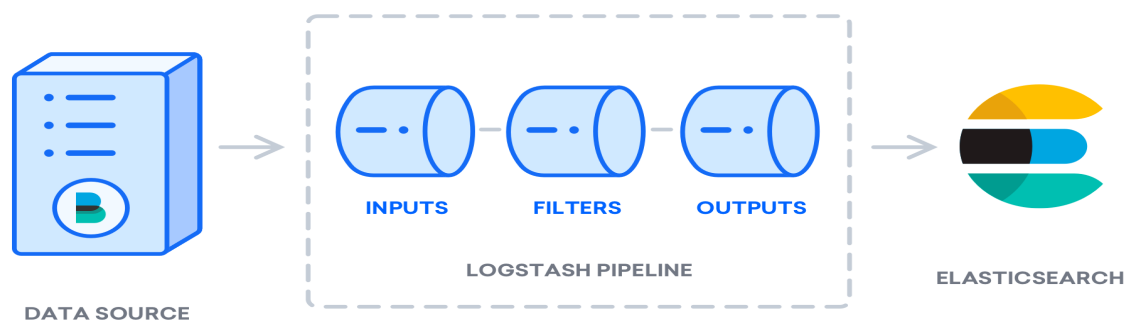 INPUTS
FILTERS
OUTPUTS
LOGSTASH PIPELINE
ELASTICSEARCH
DATA SOURCE